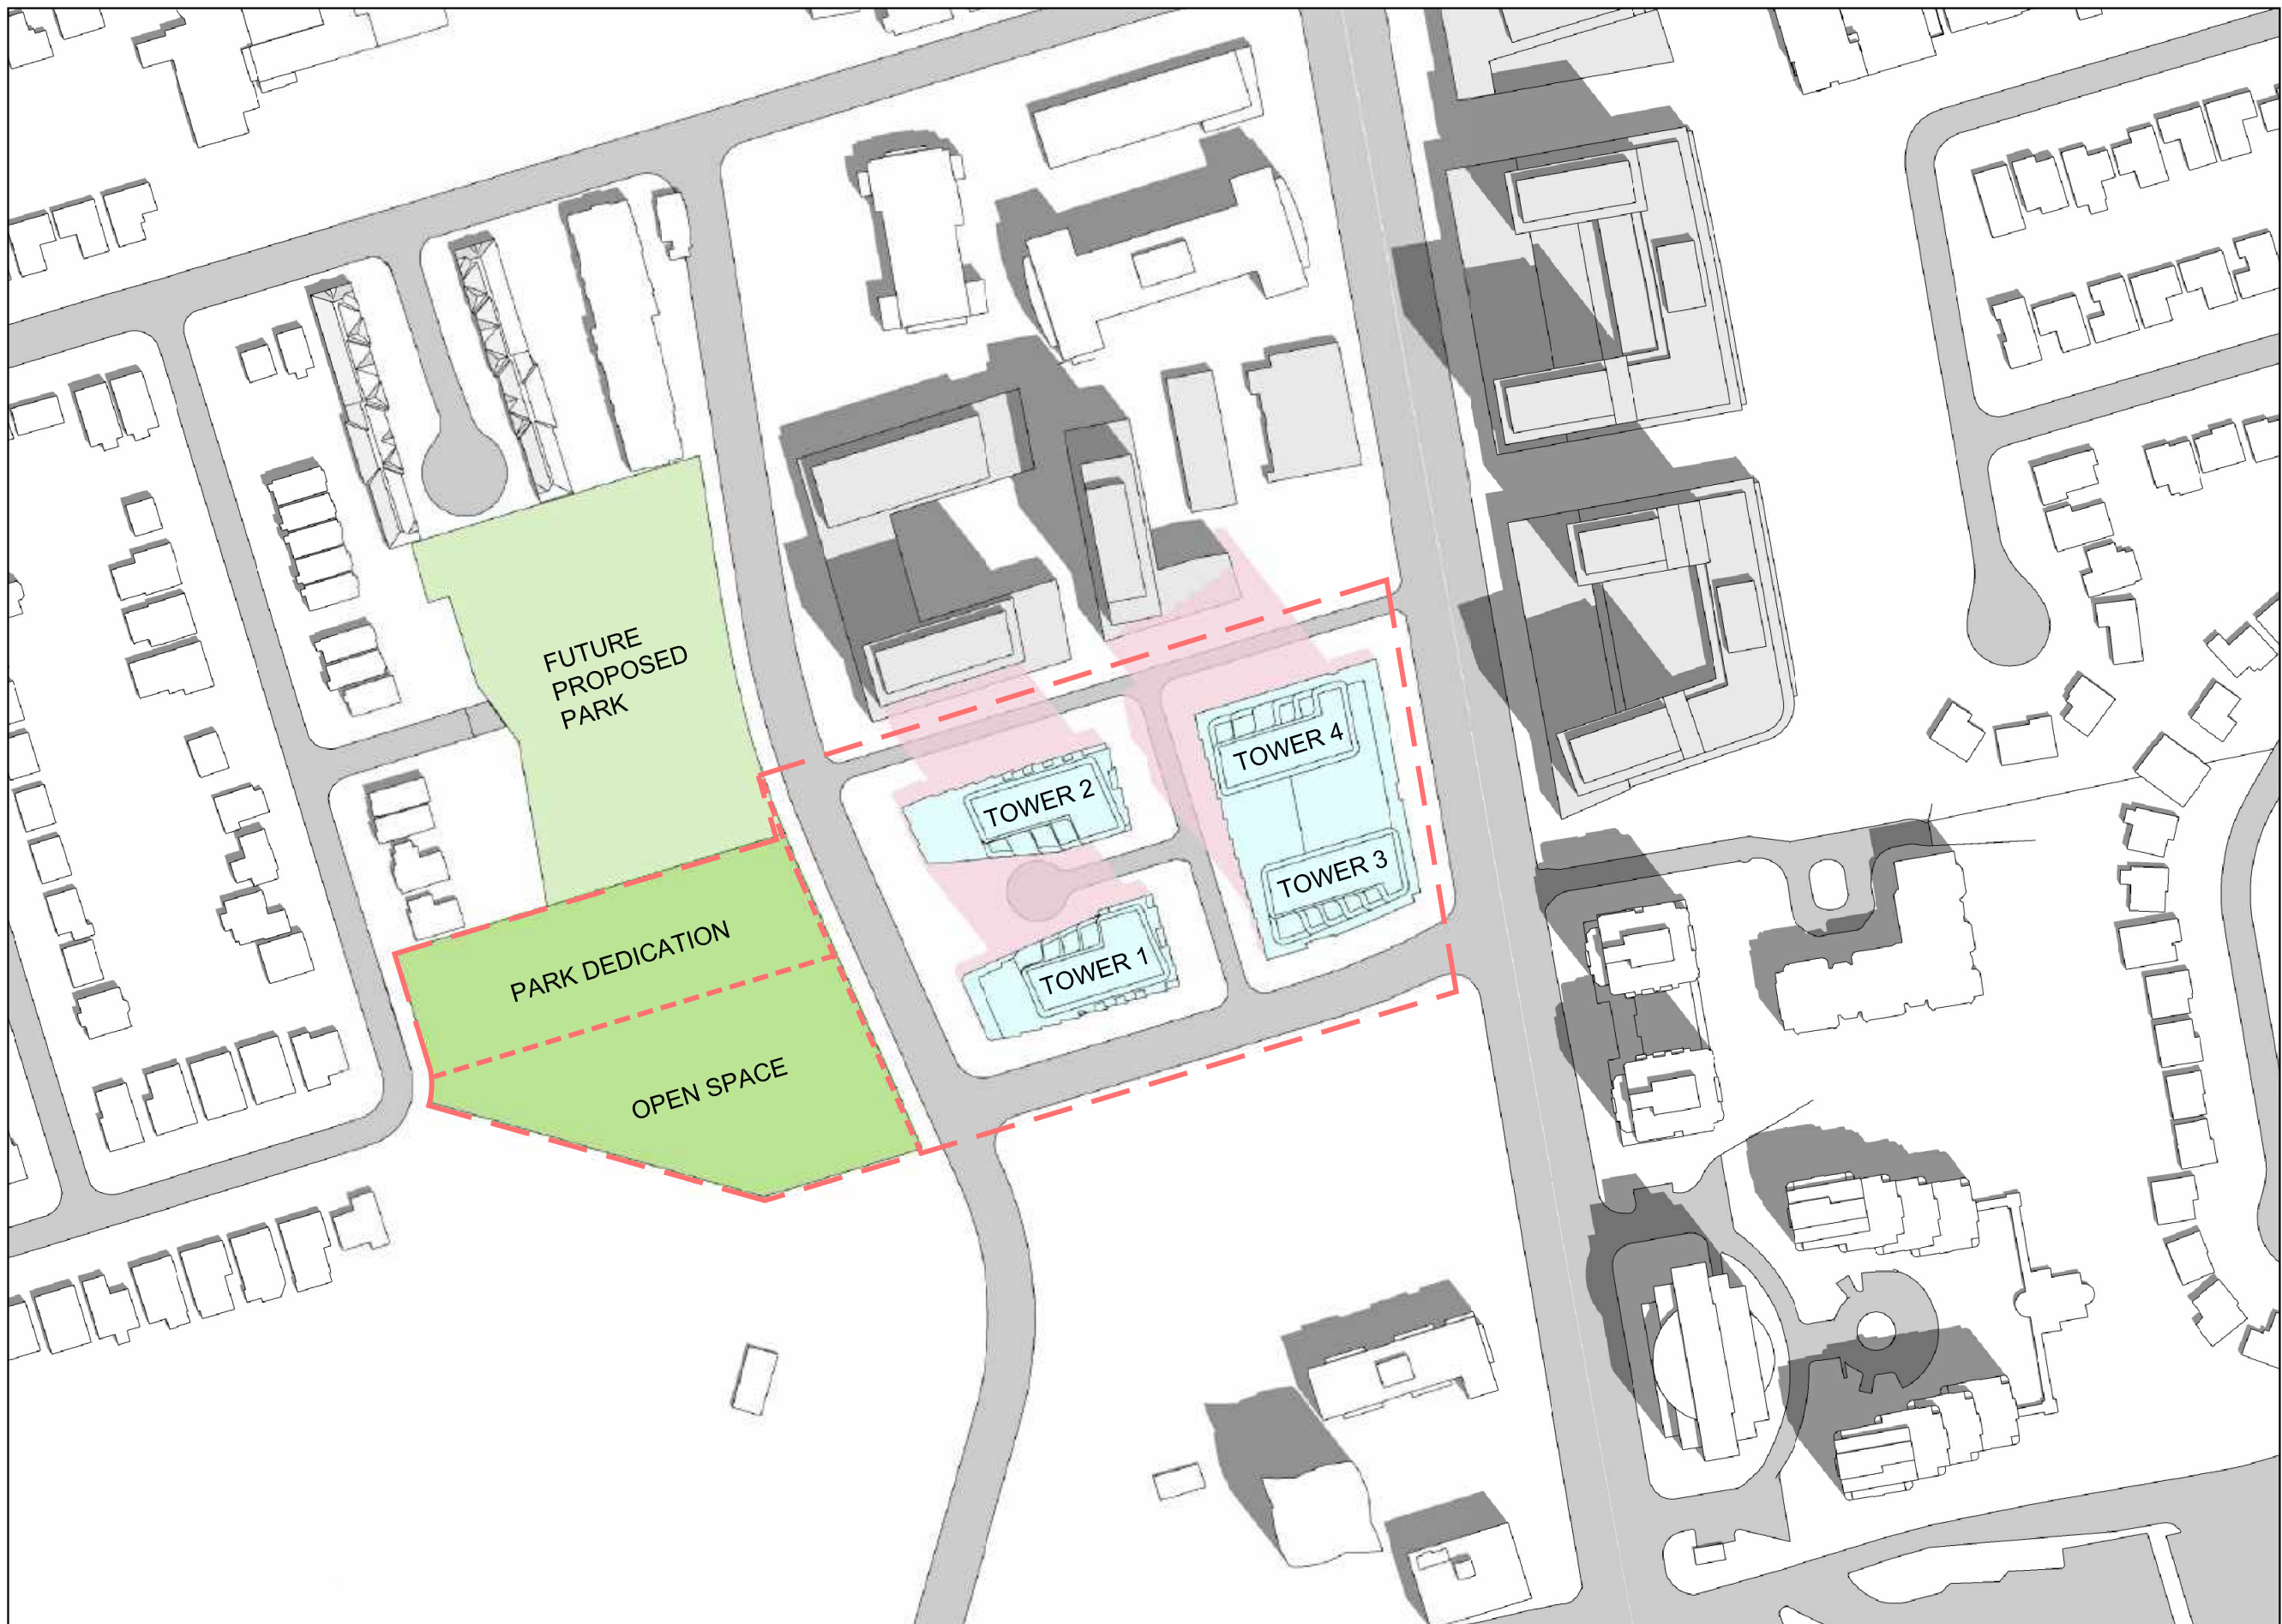 FUTURE
PROPOSED
PARK
TOWER 4
TOWER 2
TOWER 3
PARK DEDICATION
TOWER 1
OPEN SPACE